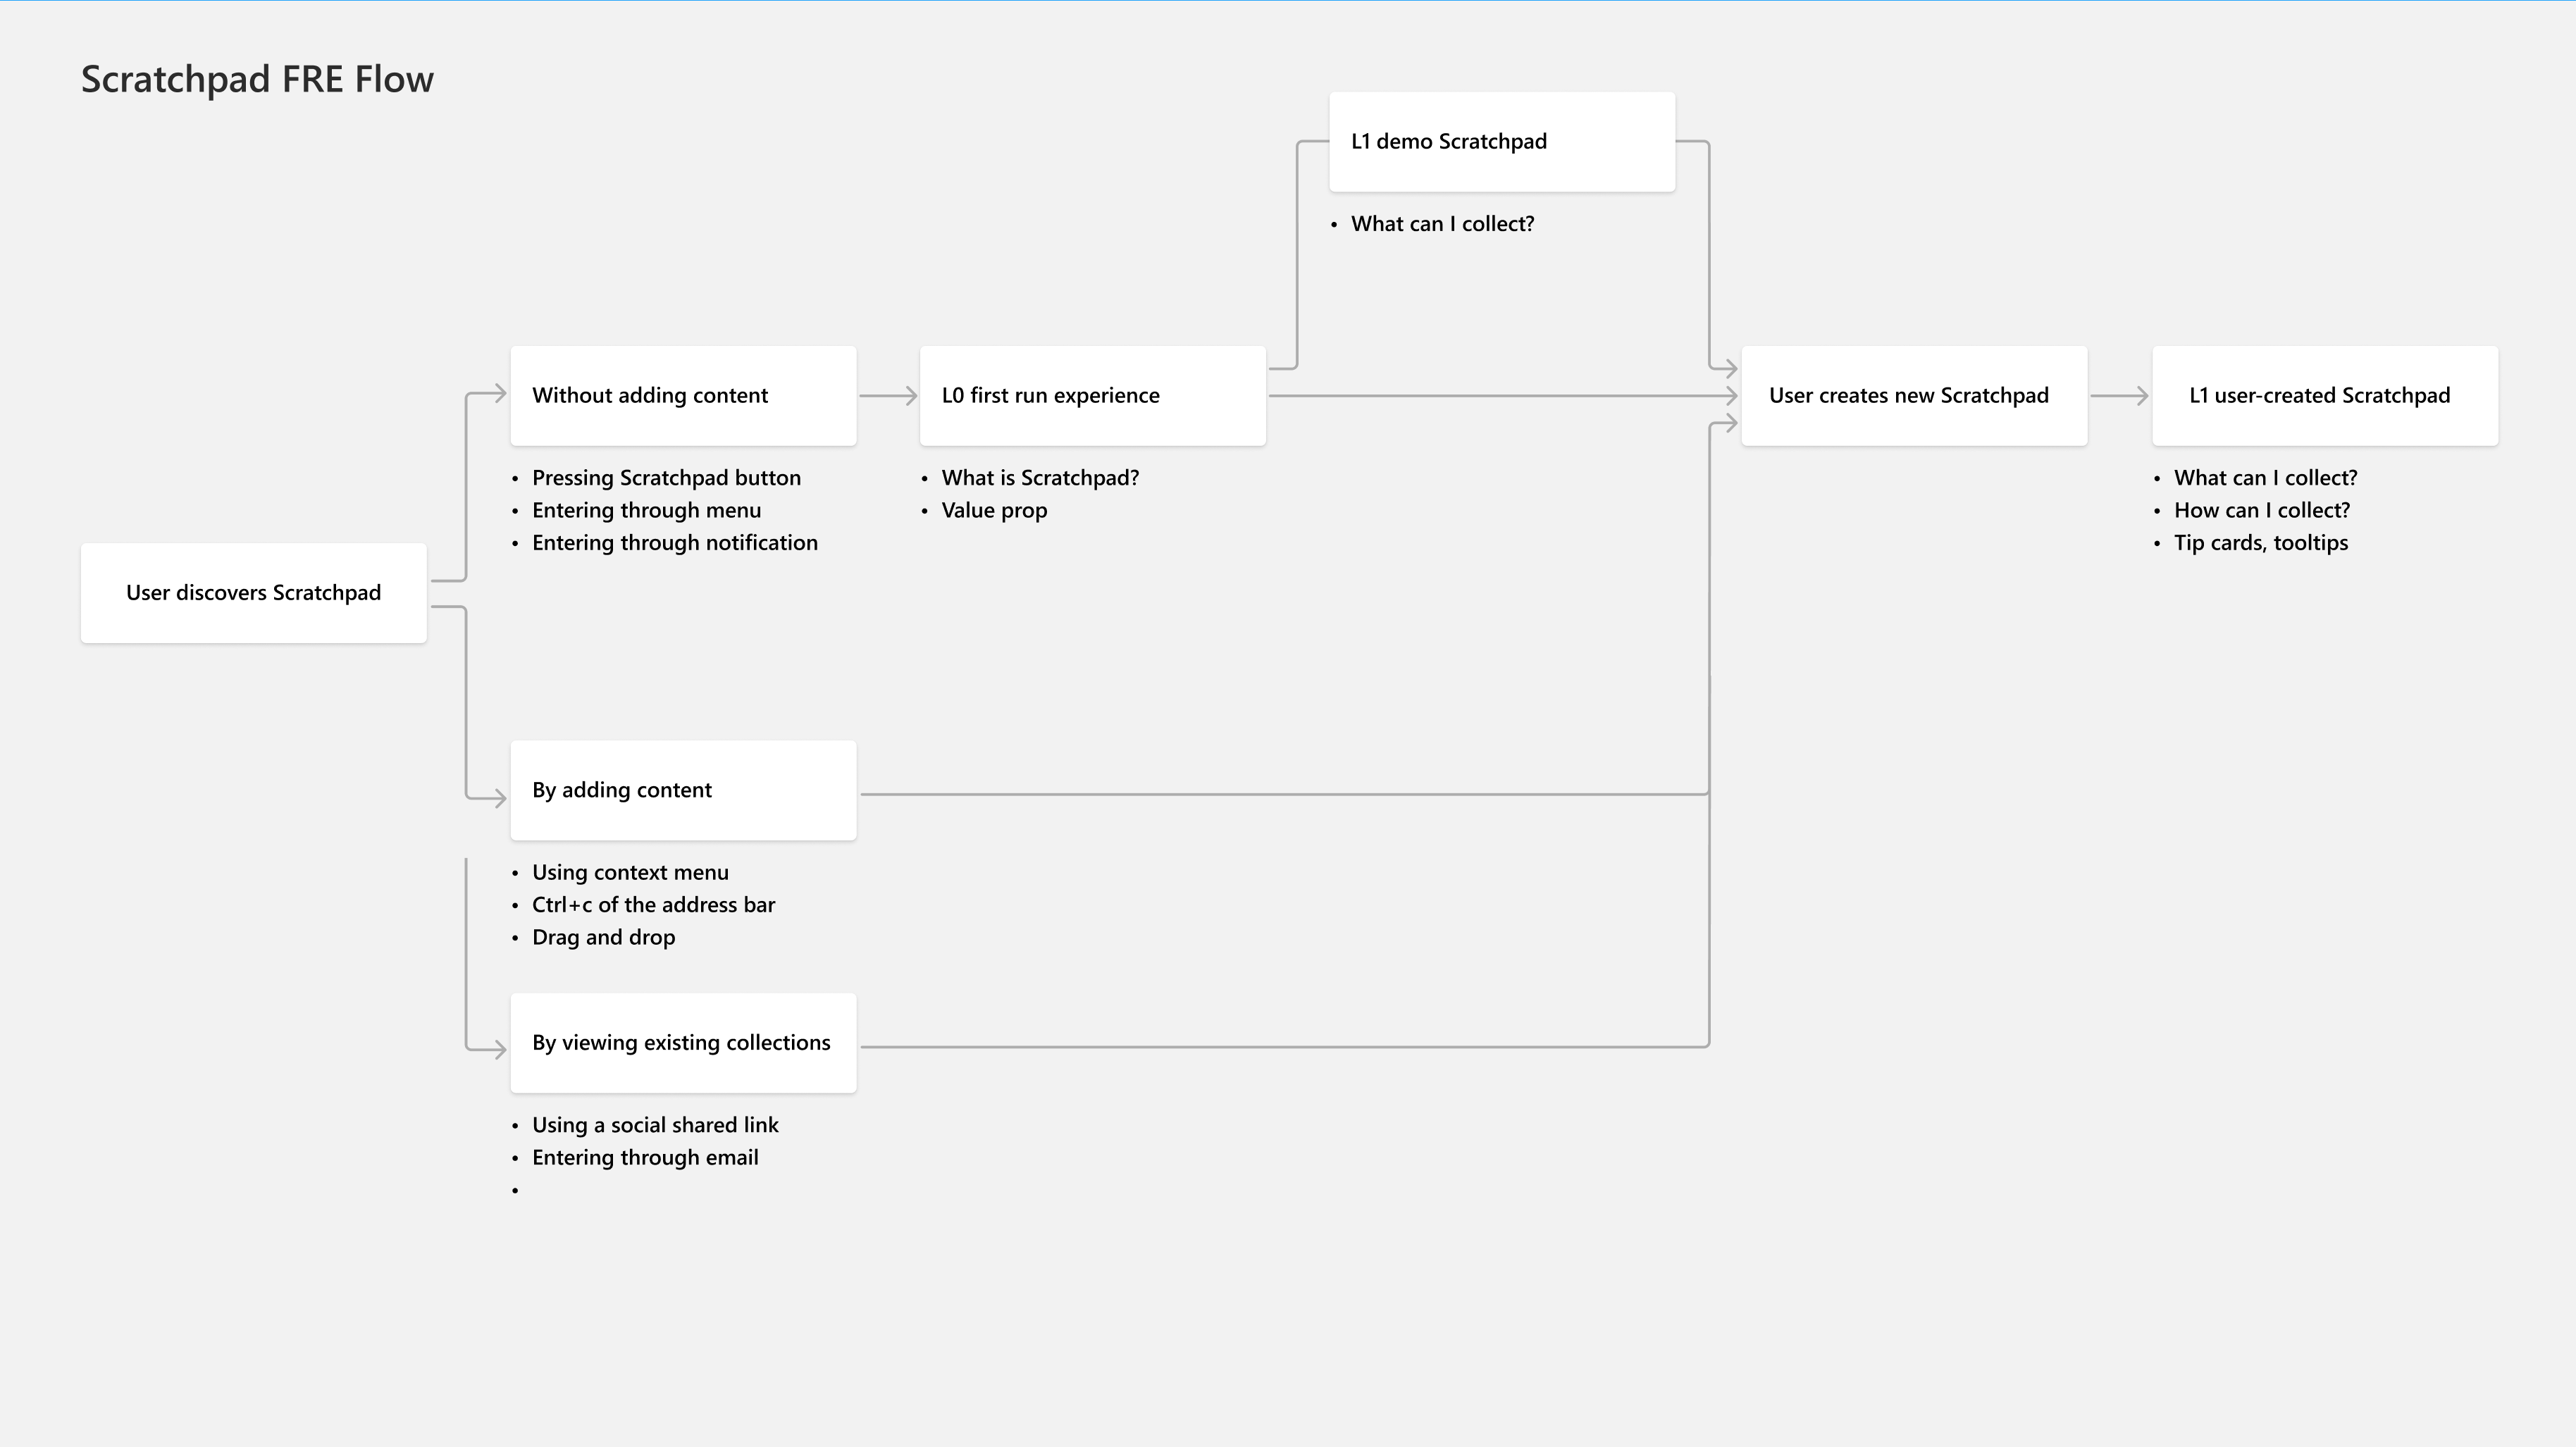 Scratchpad FRE Flow
L1 demo Scratchpad
• What can I collect?
Without adding content
• Pressing Scratchpad button
• Entering through menu
• Entering through notification
L0 first run experience
• What is Scratchpad?
• Value prop
User creates new Scratchpad
L1 user-created Scratchpad
• What can I collect?
• How can I collect?
• Tip cards, tooltips
User discovers Scratchpad
By adding content
• Using context menu
• Ctrl+c of the address bar
• Drag and drop
By viewing existing collections
• Using a social shared link
• Entering through email
•